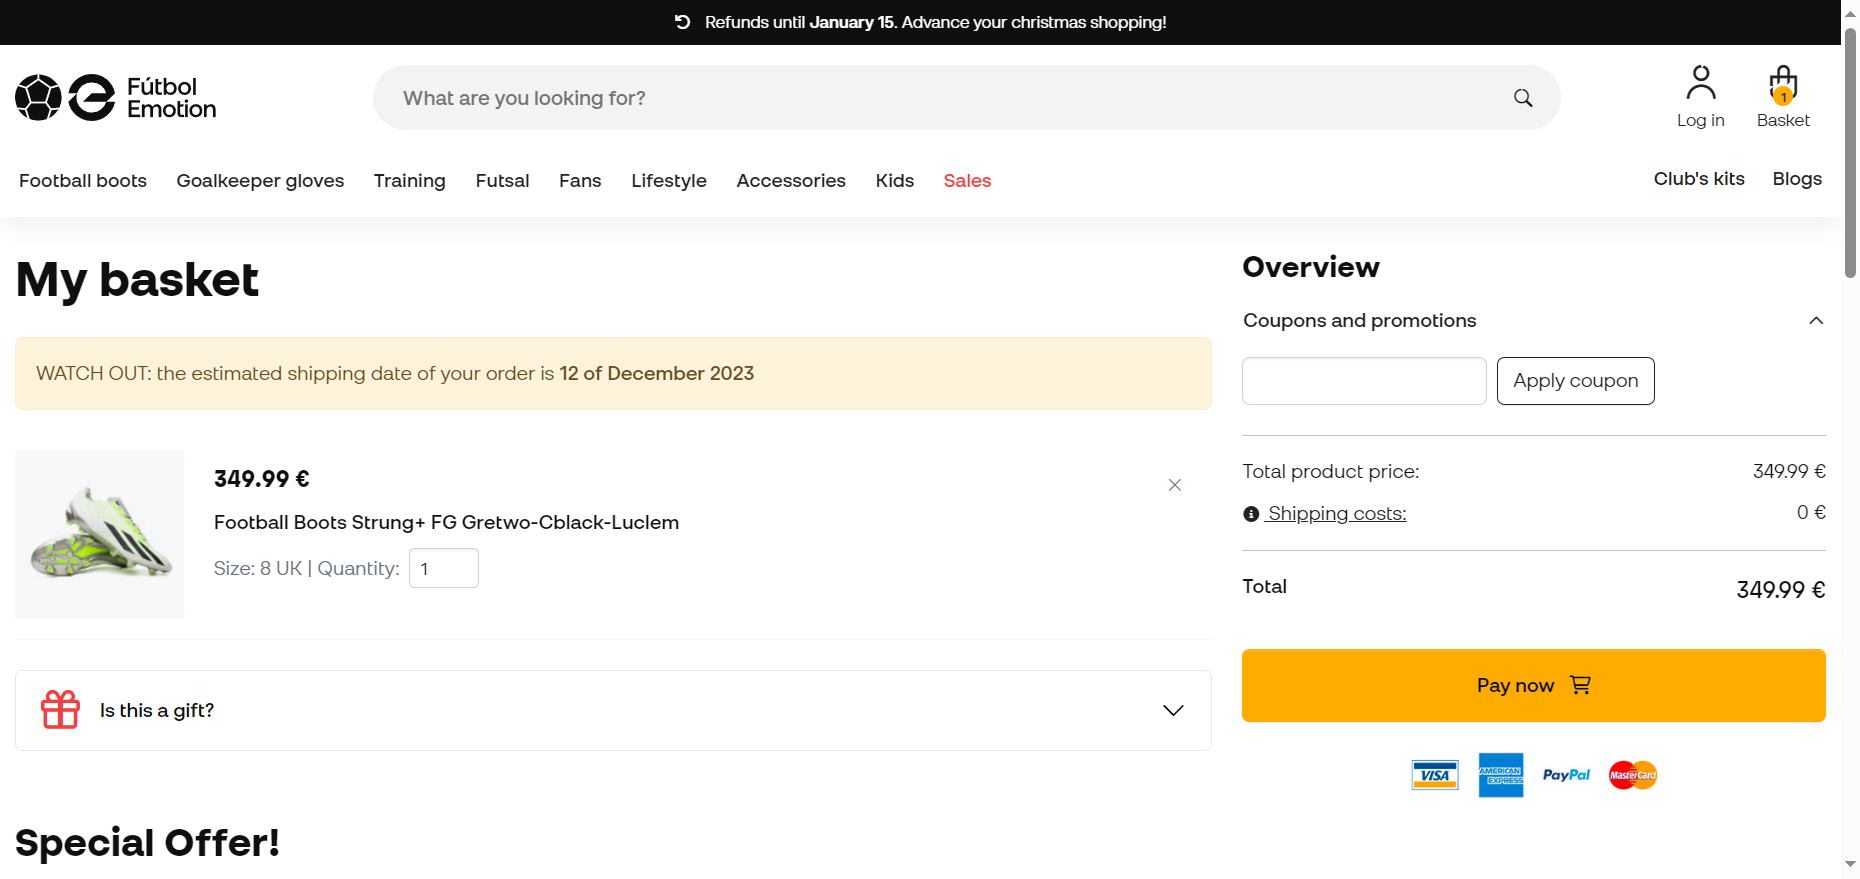 Refunds until January 15. Advance your christmas shopping!
Fútbol
Emotion
What are you looking for?
Log in
1
Basket
Football boots
Goalkeeper gloves
Training
Futsal
Fans
Lifestyle
Accessories
Kids
Sales
Club's kits
Blogs
My basket
WATCH OUT: the estimated shipping date of your order is 12 of December 2023
349.99 €
Football Boots Strung+ FG Gretwo-Cblack-Luclem
Size: 8 UK | Quantity: 1
Is this a gift?
Special Offer!
Overview
Coupons and promotions
Apply coupon
Total product price: 349.99 €
Shipping costs: 0 €
Total 349.99 €
Pay now
VISA
AMERICAN EXPRESS
PayPal
MasterCard